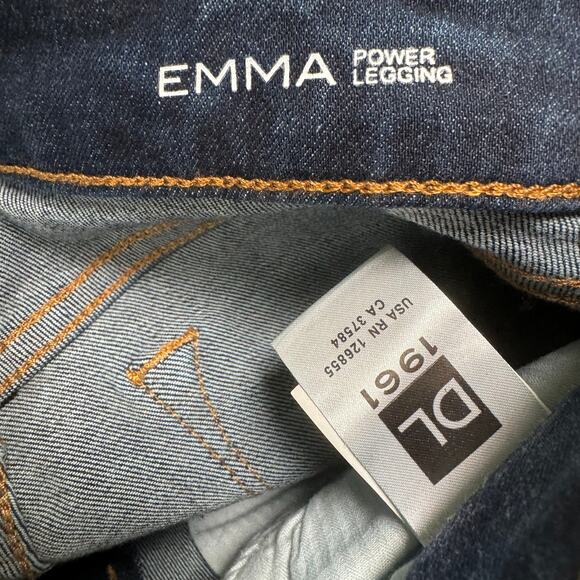 EMMA POWER
LEGGING
DL
1961
USA RN 126855
CA 37584